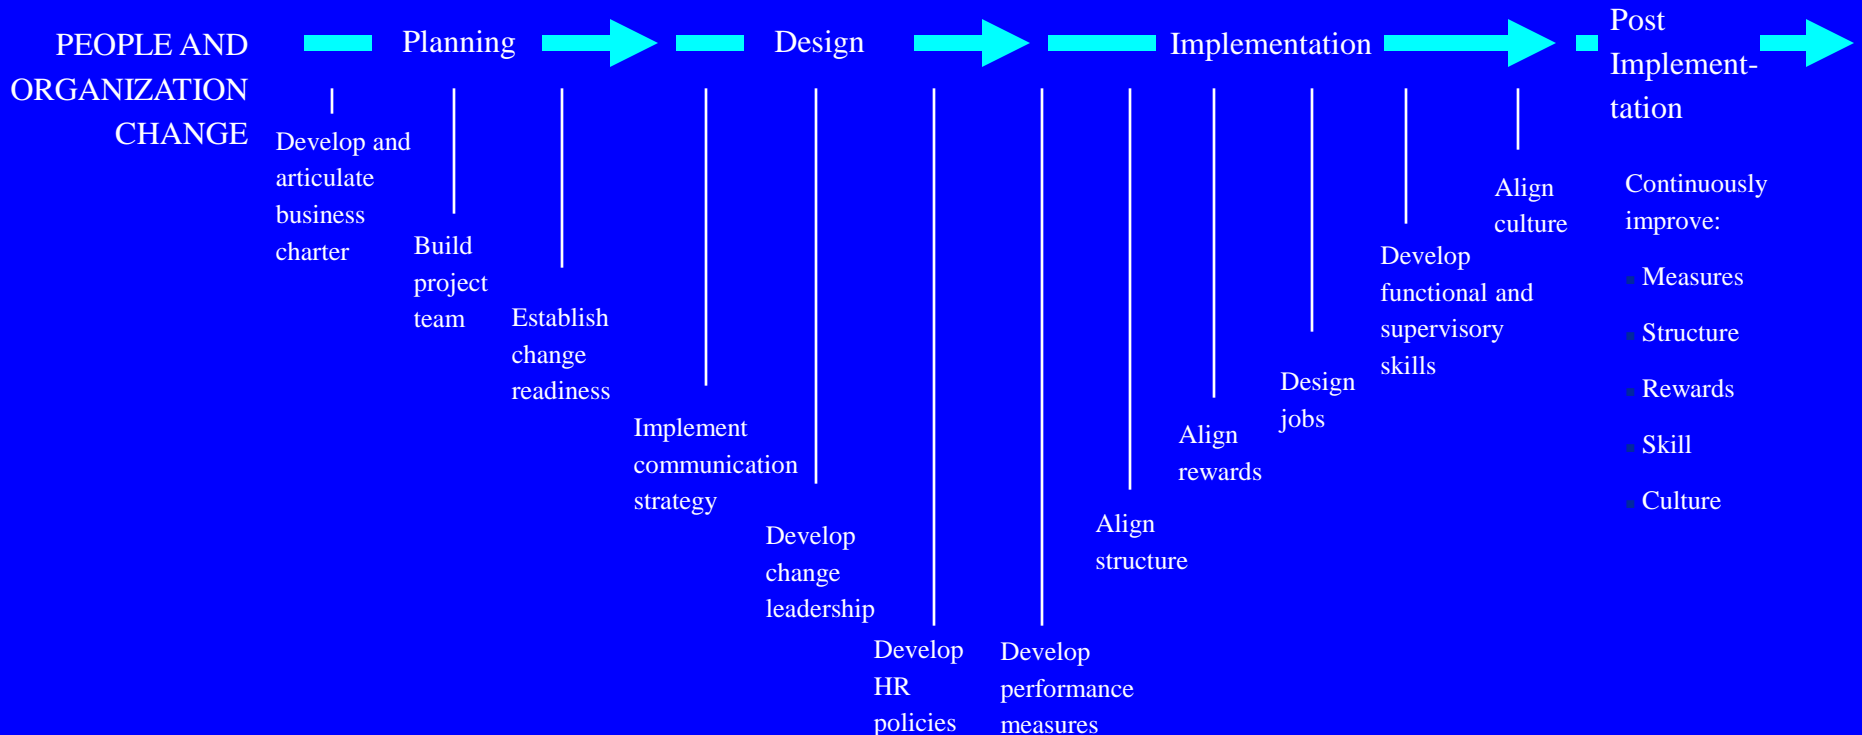 PEOPLE AND
ORGANIZATION
CHANGE
Planning
Design
Implementation
Post
Implement-
tation
Develop and
articulate
business
charter
Build
project
team
Establish
change
readiness
Implement
communication
strategy
Develop
change
leadership
Develop
HR
policies
Develop
performance
measures
Align
structure
Align
rewards
Design
jobs
Develop
functional and
supervisory
skills
Align
culture
Continuously
improve:
Measures
Structure
Rewards
Skill
Culture